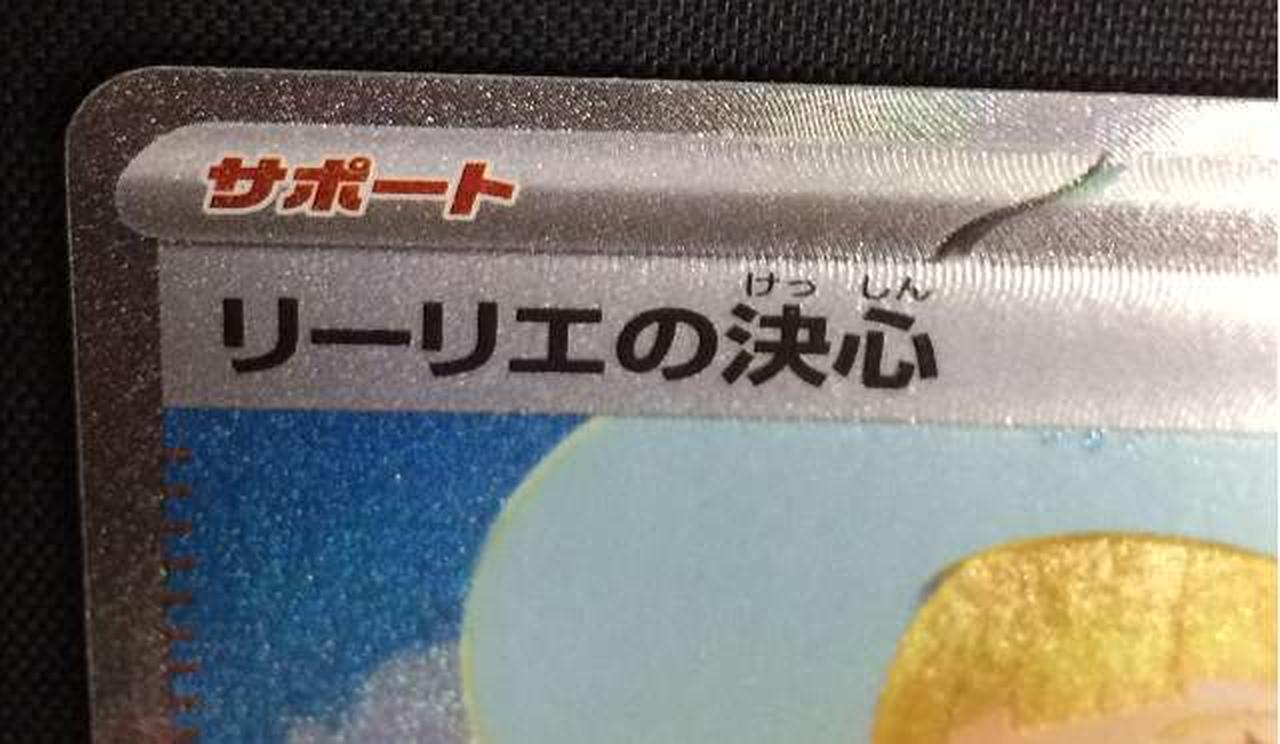 サポート
けっ しん
リーリエの決心